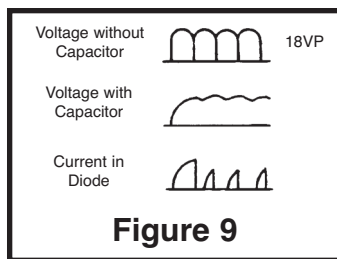 Voltage without
Capacitor
18VP
Voltage with
Capacitor
Current in
Diode
Figure 9